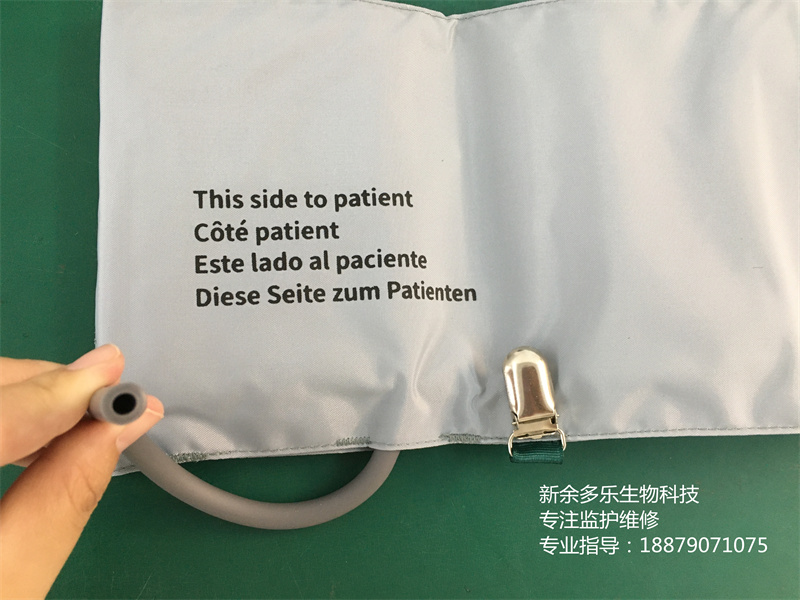 This side to patient
Côté patient
Este lado al paciente
Diese Seite zum Patienten
新余多乐生物科技
专注监护维修
专业指导：18879071075